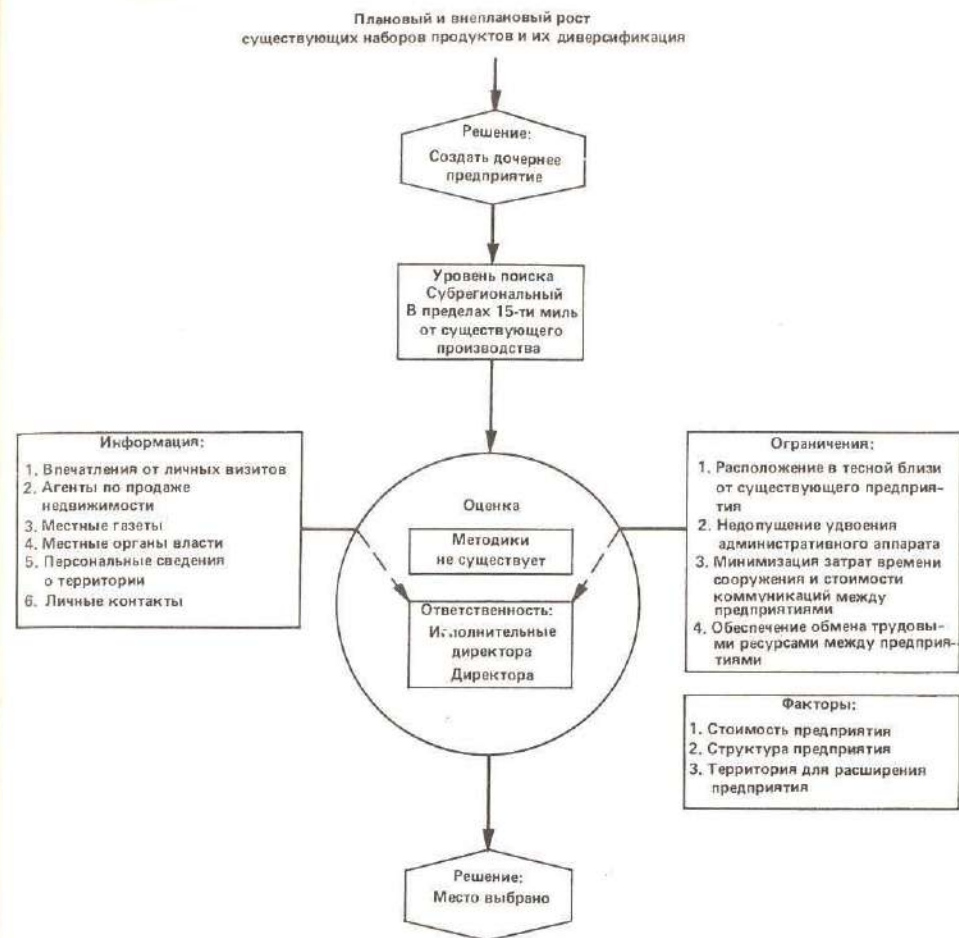 Плановый и внеплановый рост
существующих наборов продуктов и их диверсификация
Решение:
Создать дочернее
предприятие
Уровень поиска
Субрегиональный
В пределах 15-ти миль
от существующего
производства
Информация:
1. Впечатления от личных визитов
2. Агенты по продаже
недвижимости
3. Местные газеты
4. Местные органы власти
5. Персональные сведения
о территории
6. Личные контакты
Оценка
Методики
не существует
Ответственность:
Исполнительные
директора
Директора
Ограничения:
1. Расположение в тесной близи
от существующего предприя-
тия
2. Недопущение удвоения
административного аппарата
3. Минимизация затрат времени
сооружения и стоимости
коммуникаций между
предприятиями
4. Обеспечение обмена трудовы-
ми ресурсами между предприя-
тиями
Факторы:
1. Стоимость предприятия
2. Структура предприятия
3. Территория для расширения
предприятия
Решение:
Место выбрано